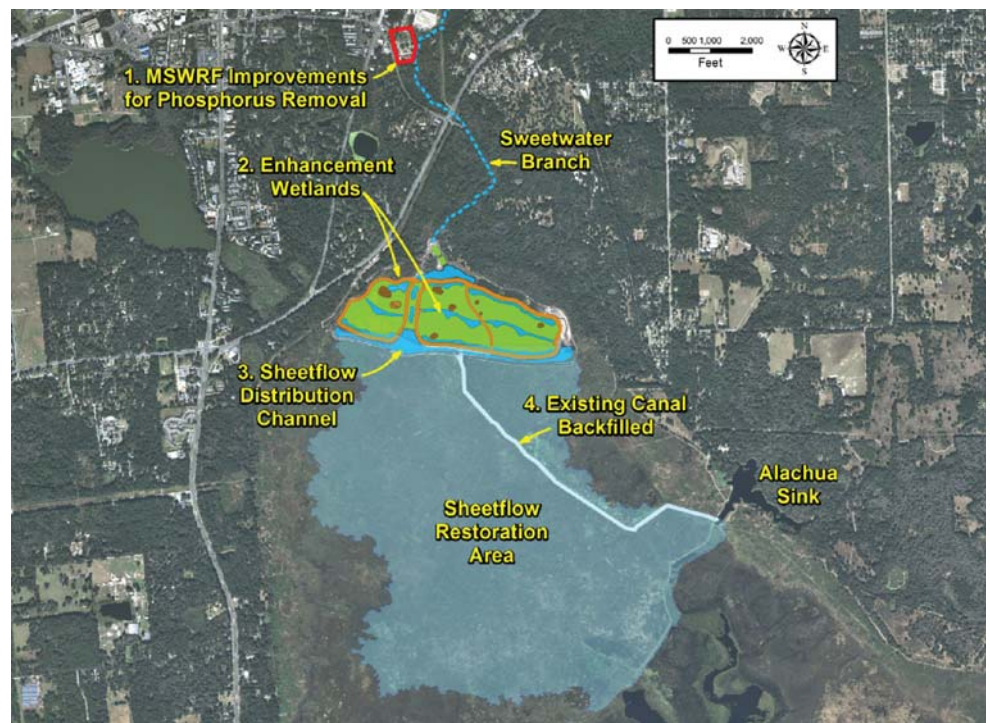 N
W E
S
0 500 1,000 2,000
Feet
1. MSWRF Improvements
for Phosphorus Removal
Sweetwater
Branch
2. Enhancement
Wetlands
3. Sheetflow
Distribution
Channel
4. Existing Canal
Backfilled
Alachua
Sink
Sheetflow
Restoration
Area